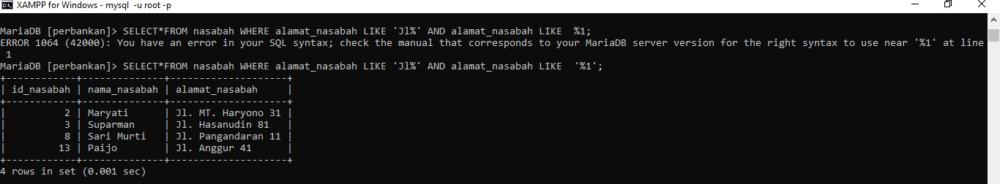 XAMPP for Windows - mysql -u root -p
MariaDB [perbankan]> SELECT*FROM nasabah WHERE alamat_nasabah LIKE 'Jl%' AND alamat_nasabah LIKE  %1;
ERROR 1064 (42000): You have an error in your SQL syntax; check the manual that corresponds to your MariaDB server version for the right syntax to use near '%1' at line
 1
MariaDB [perbankan]> SELECT*FROM nasabah WHERE alamat_nasabah LIKE 'Jl%' AND alamat_nasabah LIKE  '%1';
+------------+--------------+---------------------+
| id_nasabah | nama_nasabah | alamat_nasabah      |
+------------+--------------+---------------------+
|          2 | Maryati      | Jl. MT. Haryono 31 |
|          3 | Suparman     | Jl. Hasanudin 81   |
|          8 | Sari Murti   | Jl. Pangandaran 11 |
|         13 | Paijo        | Jl. Anggur 41      |
+------------+--------------+---------------------+
4 rows in set (0.001 sec)